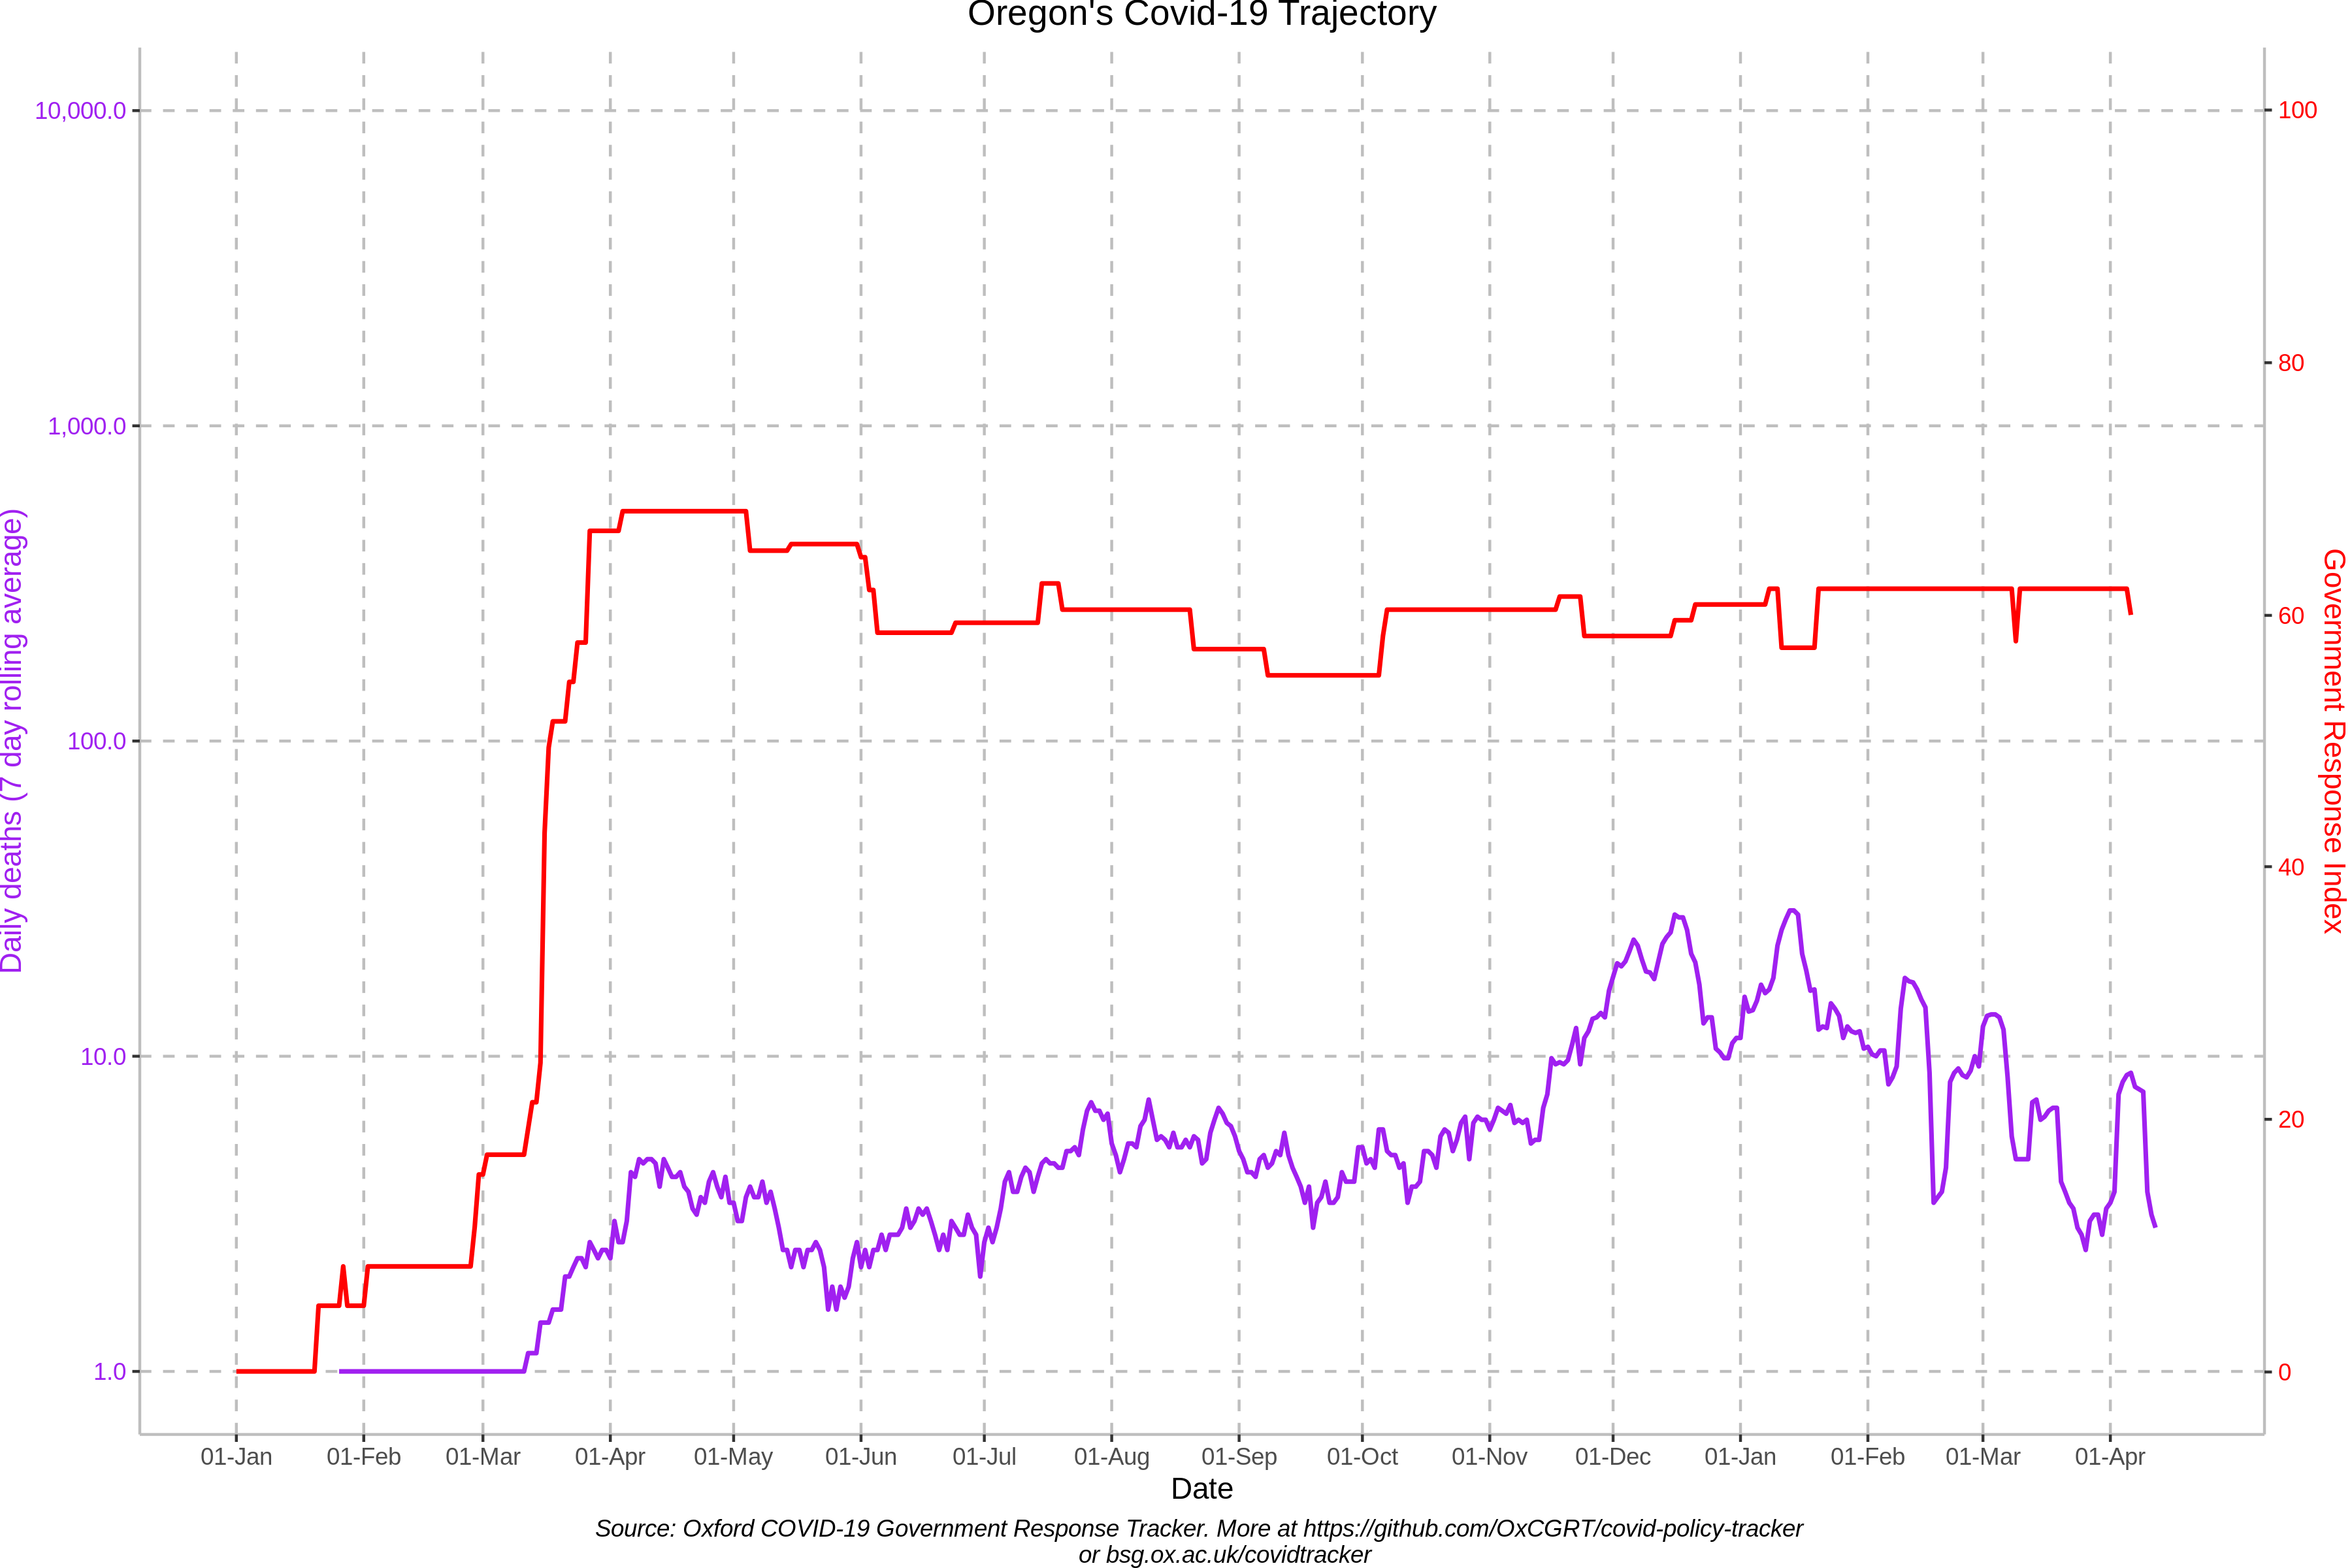 Oregon's Covid-19 Trajectory
10,000.0
1,000.0
100.0
10.0
1.0
Daily deaths (7 day rolling average)
100
80
60
40
20
0
Government Response Index
01-Jan 01-Feb 01-Mar 01-Apr 01-May 01-Jun 01-Jul 01-Aug 01-Sep 01-Oct 01-Nov 01-Dec 01-Jan 01-Feb 01-Mar 01-Apr
Date
Source: Oxford COVID-19 Government Response Tracker. More at https://github.com/OxCGRT/covid-policy-tracker
or bsg.ox.ac.uk/covidtracker